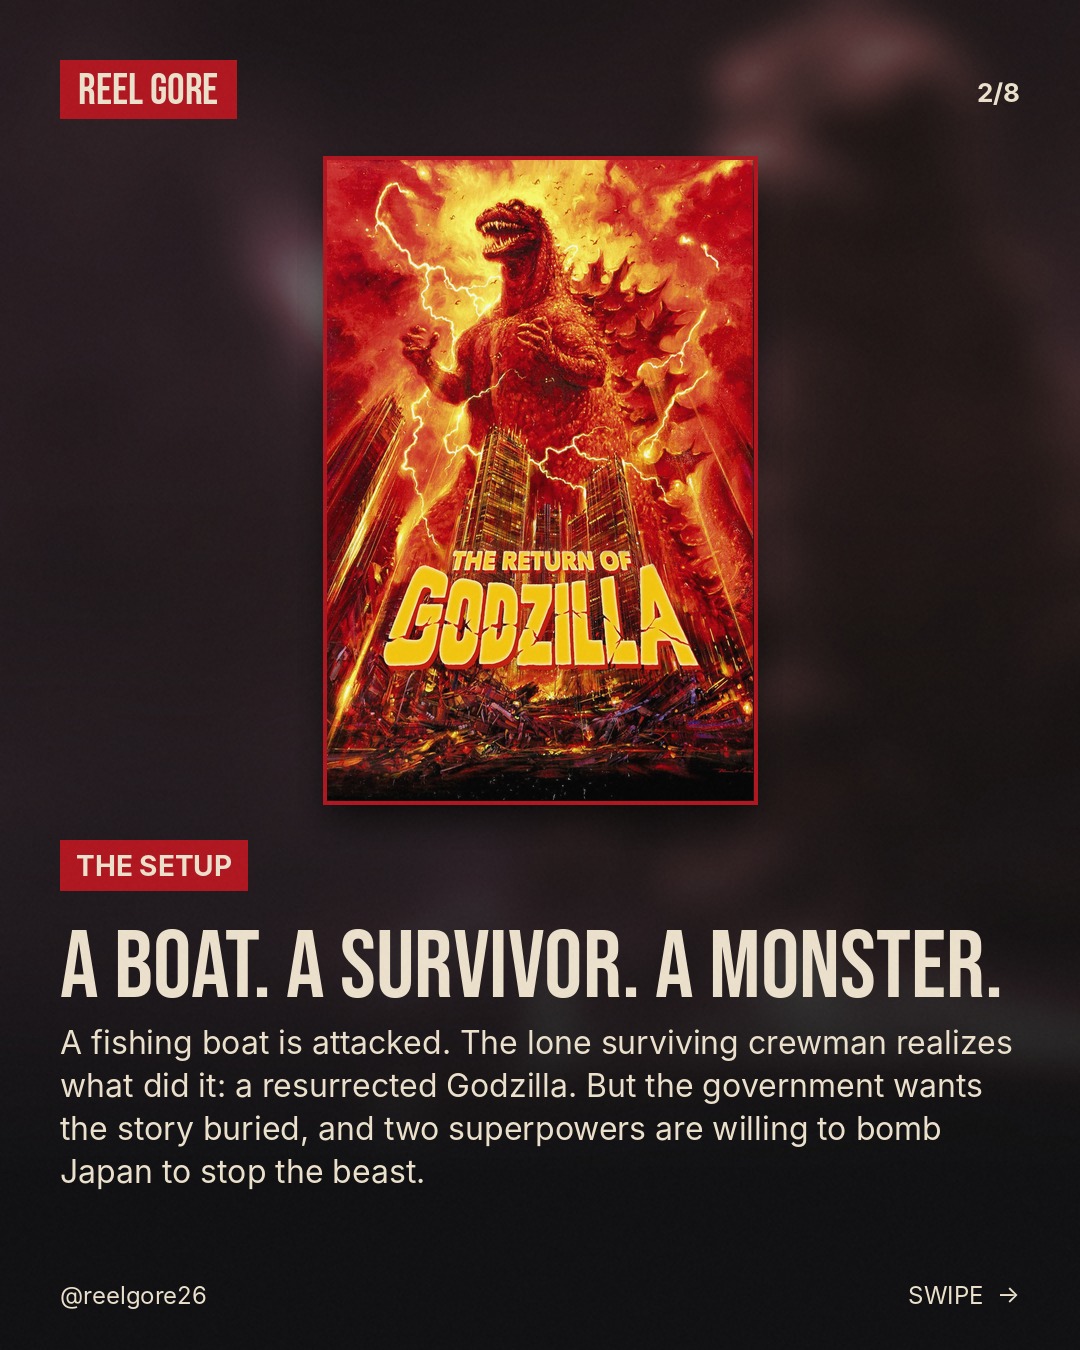 REEL GORE
2/8
THE RETURN OF
GODZILLA
THE SETUP
A BOAT. A SURVIVOR. A MONSTER.
A fishing boat is attacked. The lone surviving crewman realizes
what did it: a resurrected Godzilla. But the government wants
the story buried, and two superpowers are willing to bomb
Japan to stop the beast.
@reelgore26
SWIPE →